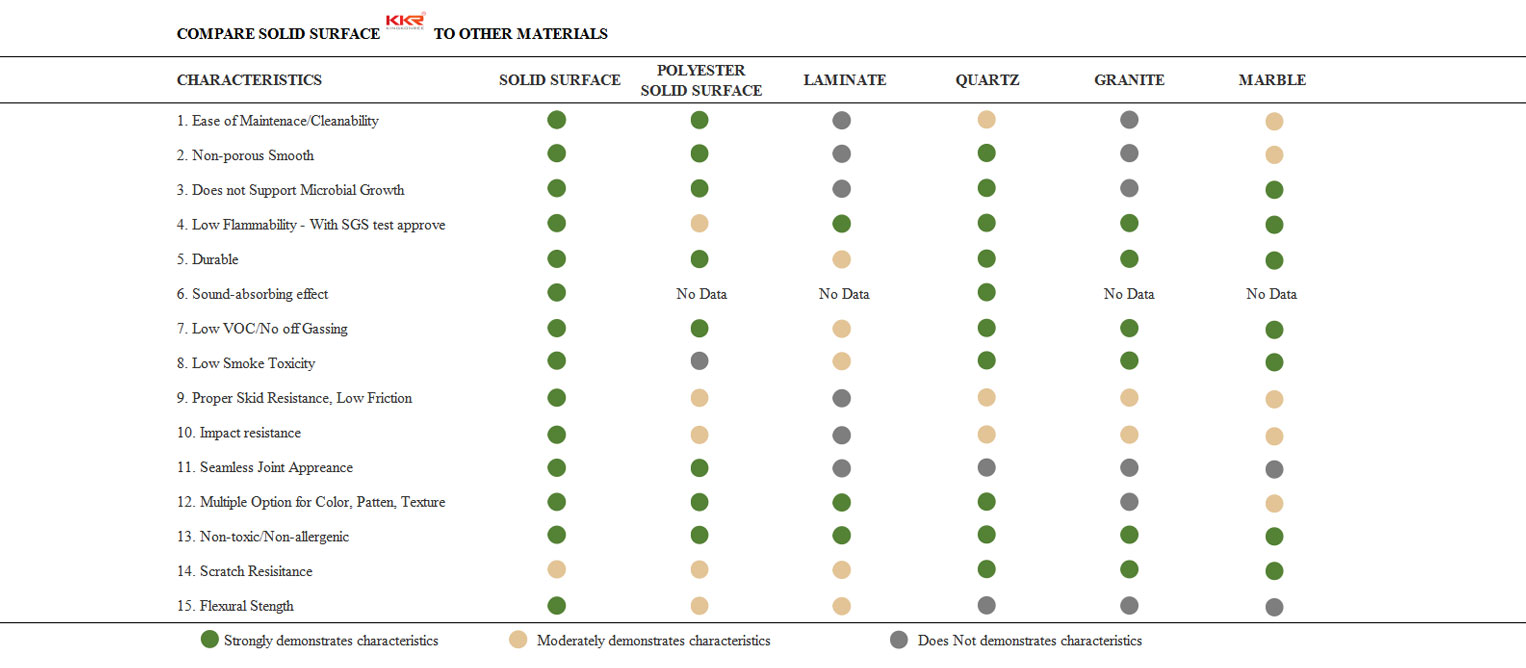 COMPARE SOLID SURFACE KKR TO OTHER MATERIALS
CHARACTERISTICS SOLID SURFACE POLYESTER SOLID SURFACE LAMINATE QUARTZ GRANITE MARBLE
1. Ease of Maintenace/Cleanability
2. Non-porous Smooth
3. Does not Support Microbial Growth
4. Low Flammability - With SGS test approve
5. Durable
6. Sound-absorbing effect No Data No Data No Data No Data
7. Low VOC/No off Gassing
8. Low Smoke Toxicity
9. Proper Skid Resistance, Low Friction
10. Impact resistance
11. Seamless Joint Appreance
12. Multiple Option for Color, Patten, Texture
13. Non-toxic/Non-allergenic
14. Scratch Resisitance
15. Flexural Stength
Strongly demonstrates characteristics Moderately demonstrates characteristics Does Not demonstrates characteristics